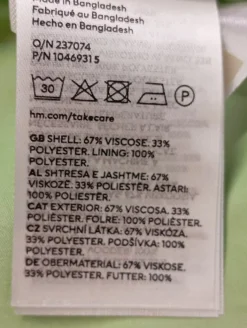 Made in Bangladesh
Fabriqué au Bangladesh
Hecho en Bangladesh
O/N 237074
P/N 10469315
30
P
hm.com/takecare
GB SHELL: 67% VISCOSE. 33%
POLYESTER. LINING: 100%
POLYESTER.
AL SHTRESA E JASHTME: 67%
VISKOZË. 33% POLIESTËR. ASTARI:
100% POLIESTËR.
CAT EXTERIOR: 67% VISCOSA. 33%
POLIÈSTER. FOLRE: 100% POLIÈSTER.
CZ SVRCHNÍ LÁTKA: 67% VISKÓZA.
33% POLYESTER. PODŠÍVKA: 100%
POLYESTER.
DE OBERMATERIAL: 67% VISKOSE.
33% POLYESTER. FUTTER: 100%